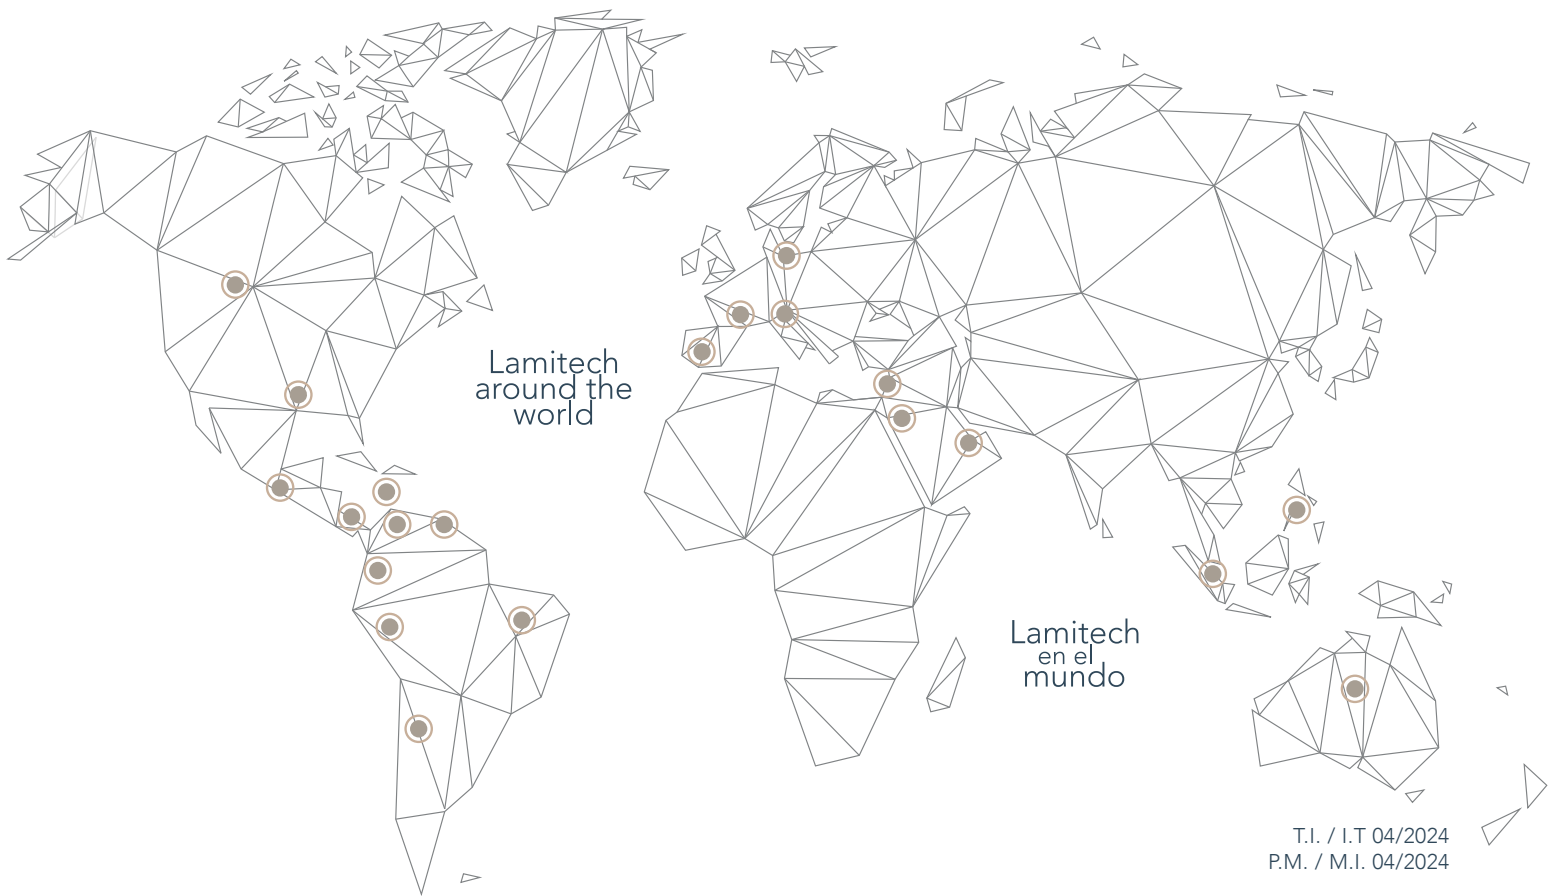 Lamitech
around the
world
Lamitech
en el
mundo
T.I. / I.T 04/2024
P.M. / M.I. 04/2024